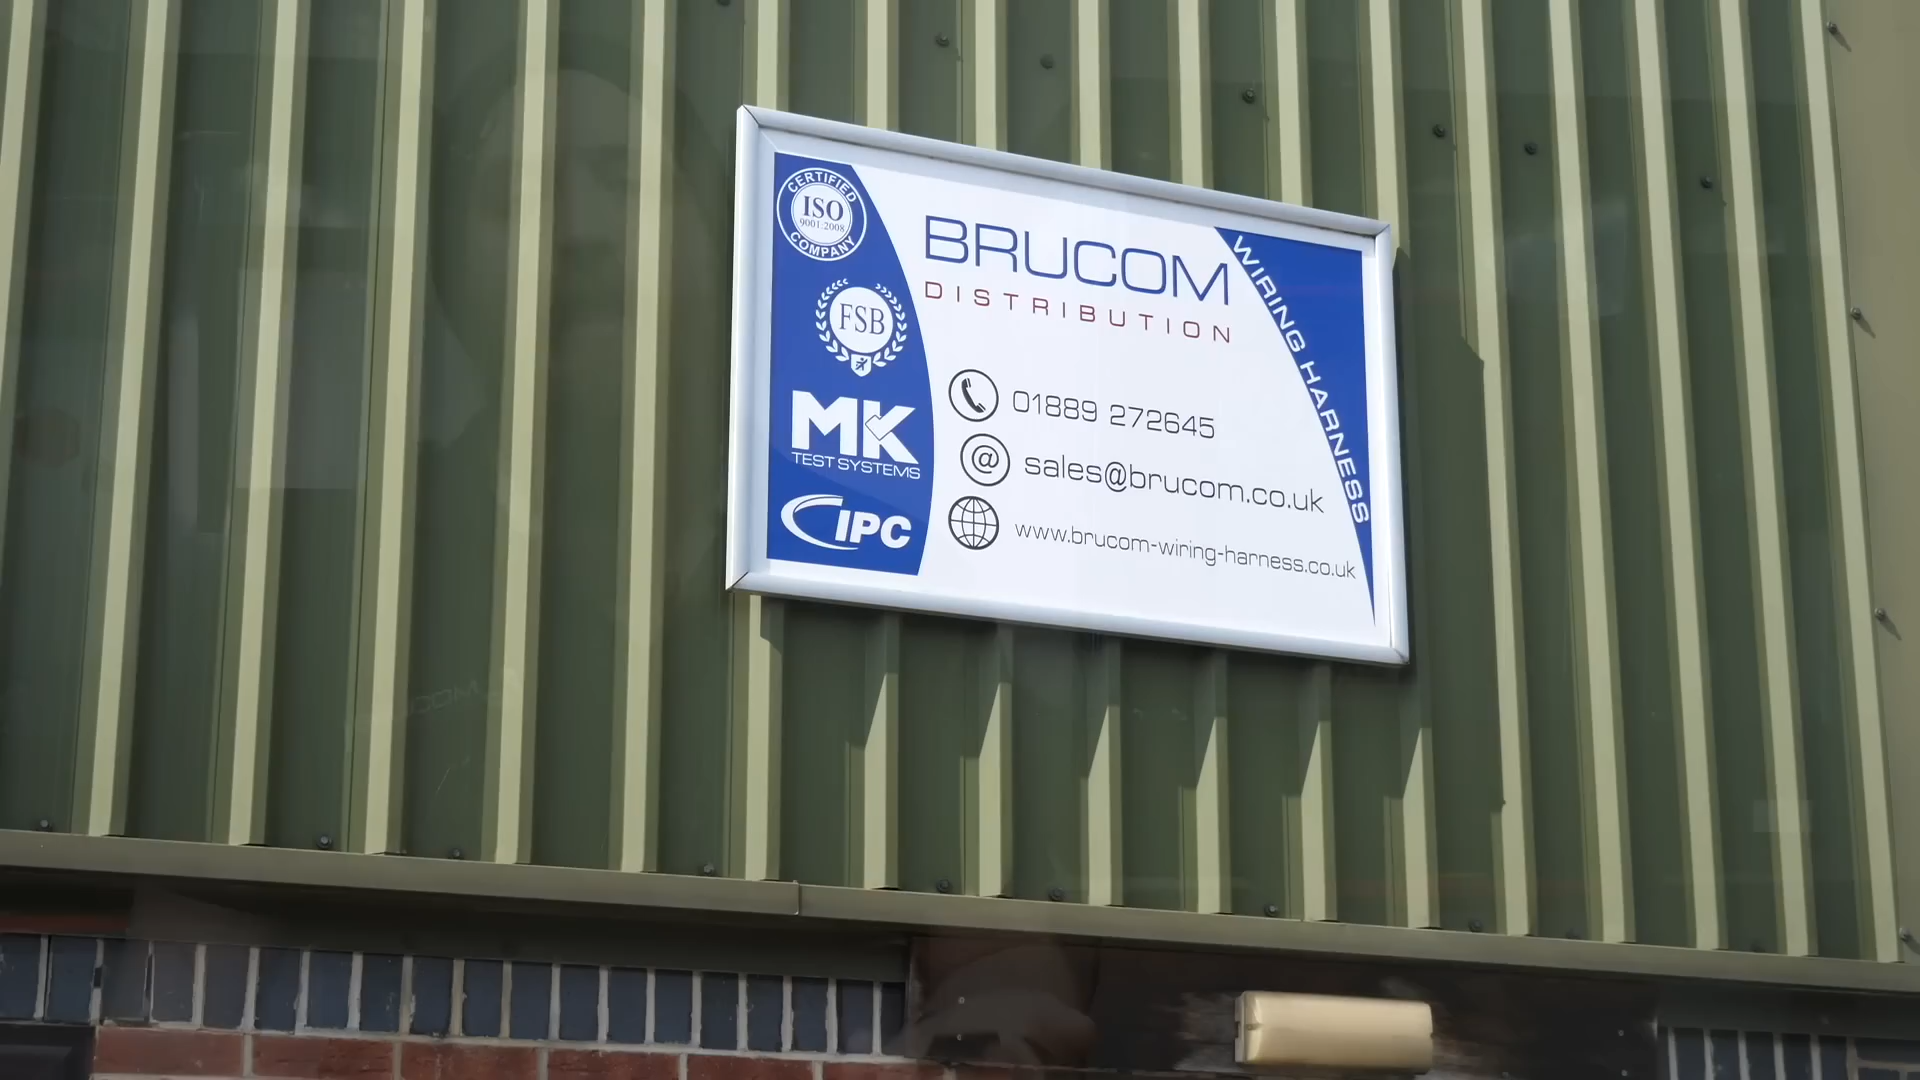 CERTIFIED
ISO
9001:2008
COMPANY
FSB
MK
TEST SYSTEMS
IPC
BRUCOM
DISTRIBUTION
01889 272645
@ sales@brucom.co.uk
www.brucom-wiring-harness.co.uk
WIRING HARNESS